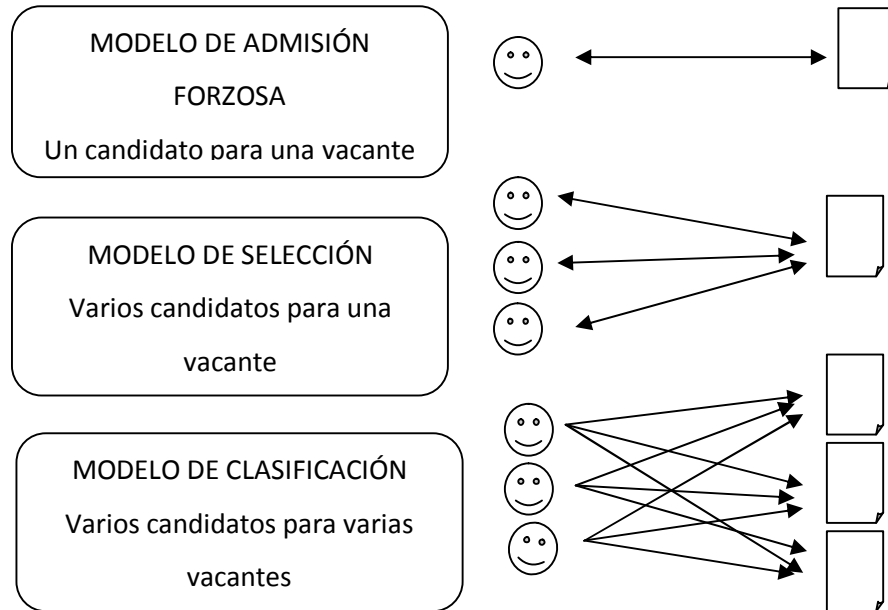 MODELO DE ADMISIÓN
FORZOSA
Un candidato para una vacante
MODELO DE SELECCIÓN
Varios candidatos para una
vacante
MODELO DE CLASIFICACIÓN
Varios candidatos para varias
vacantes